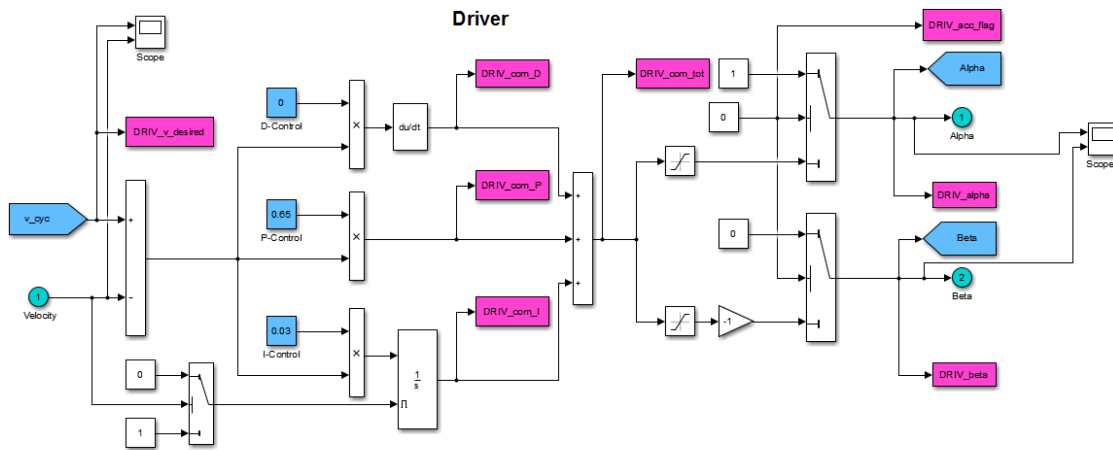 Driver
Scope
DRIV_v_desired
v_cyc
1
Velocity
0
1
0
D-Control
×
du/dt
DRIV_com_D
0.65
P-Control
×
DRIV_com_P
0.03
I-Control
×
1
s
DRIV_com_I
+
−
+
+
+
DRIV_com_tot
1
0
DRIV_acc_flag
Alpha
1
Alpha
DRIV_alpha
Scope
0
-1
Beta
2
Beta
DRIV_beta